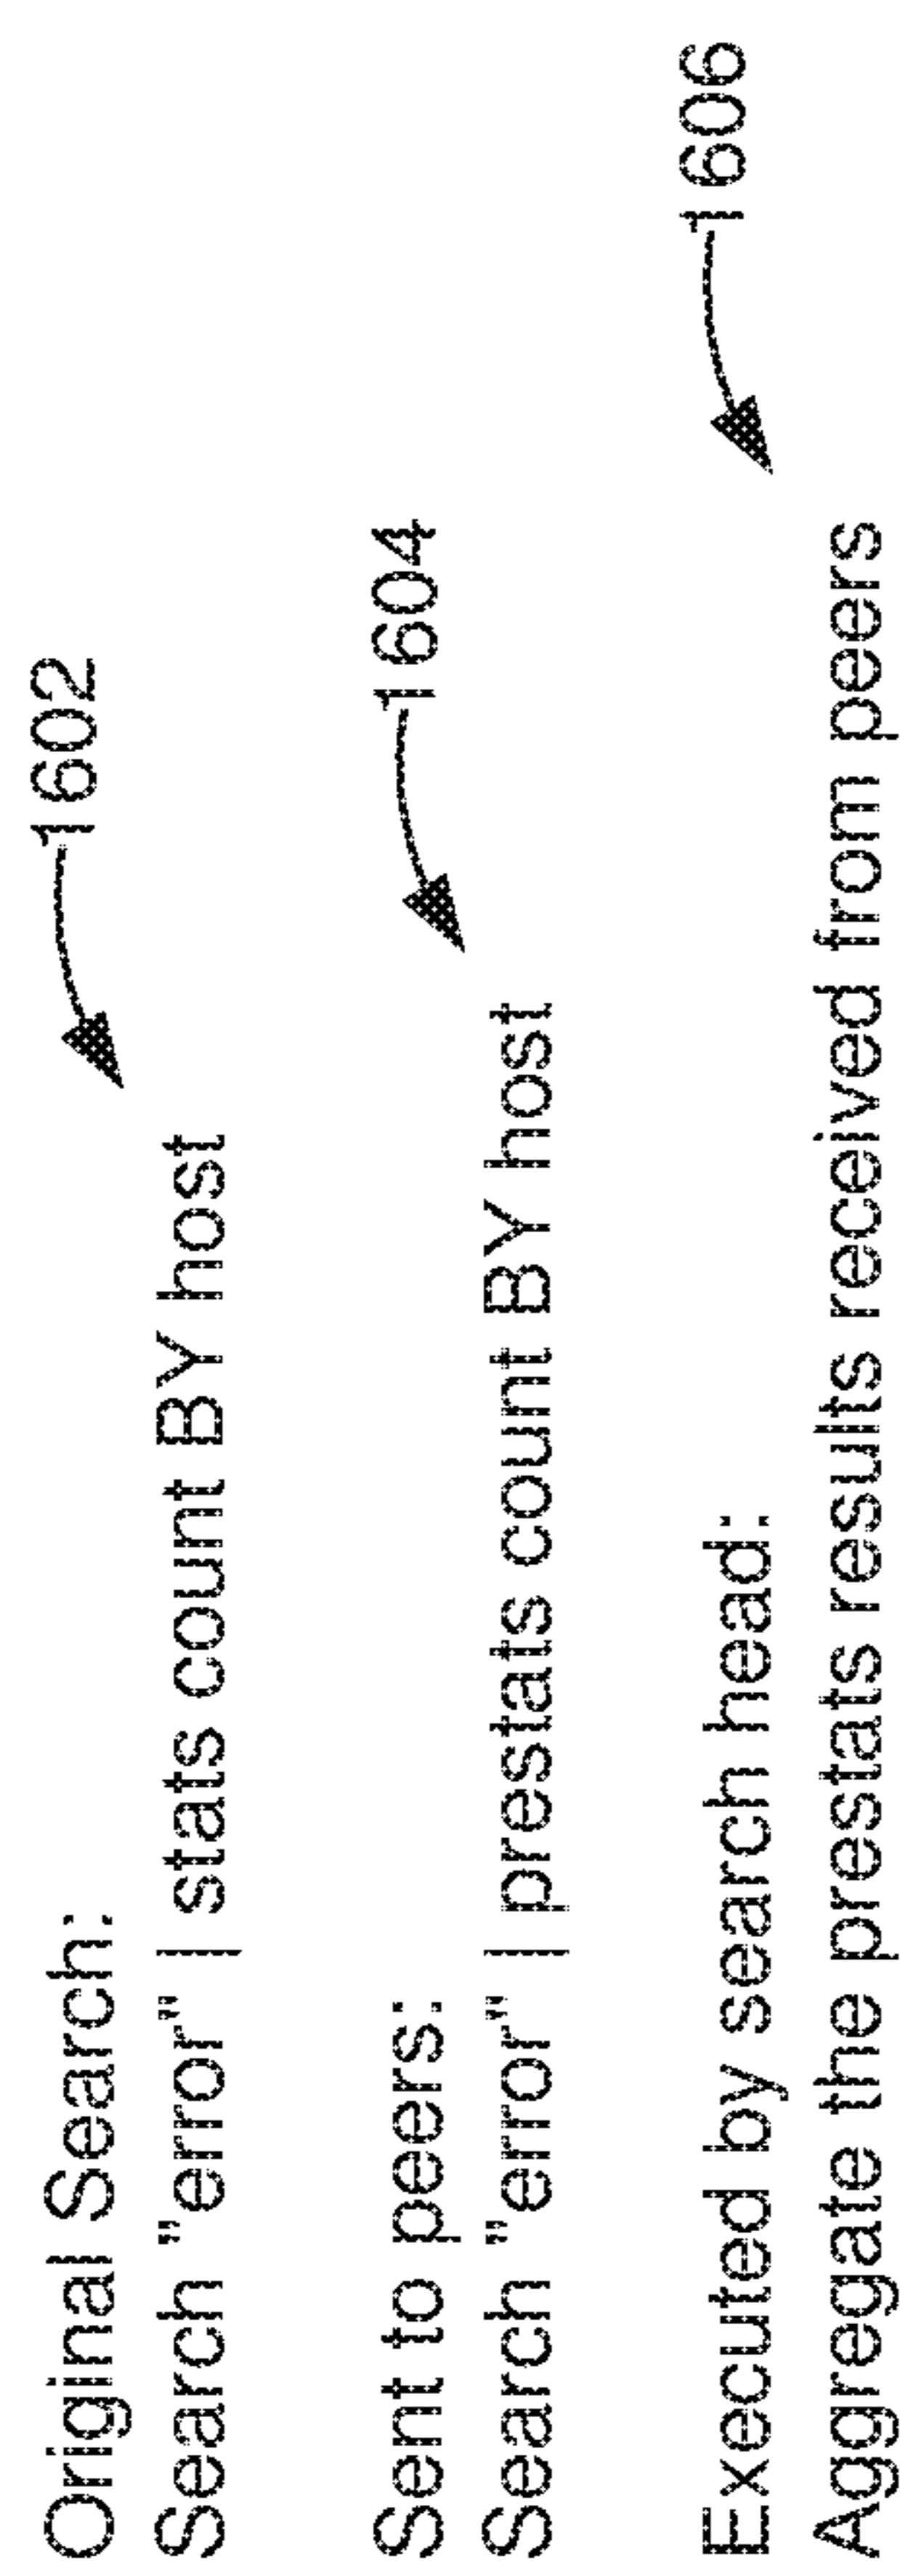 Original Search:
1602
Search "error" | stats count BY host
Sent to peers:
1604
Search "error" | prestats count BY host
Executed by search head:
1606
Aggregate the prestats results received from peers